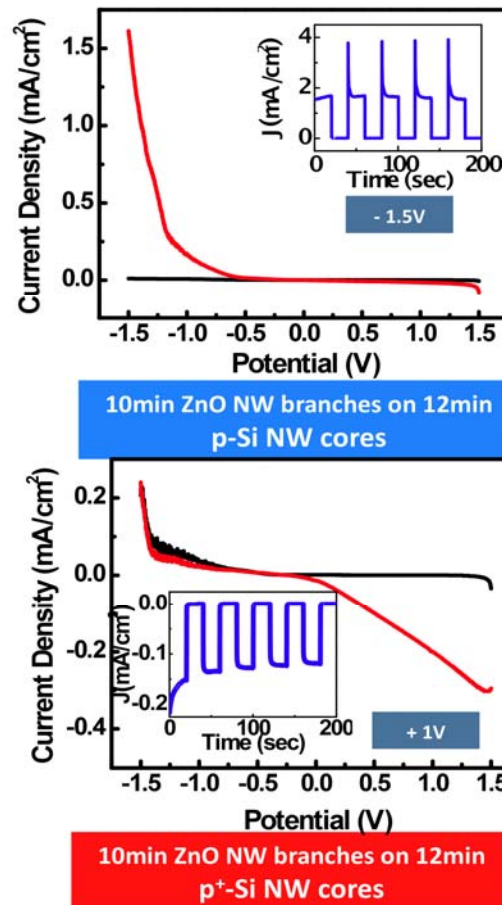 Current Density (mA/cm²)
1.5
1.0
0.5
0.0
J(mA/cm²)
4
2
0
0 100 200
Time (sec)
- 1.5V
-1.5 -1.0 -0.5 0.0 0.5 1.0 1.5
Potential (V)
10min ZnO NW branches on 12min
p-Si NW cores
Current Density (mA/cm²)
0.2
0.0
-0.2
-0.4
J(mA/cm²)
0.0
-0.1
-0.2
0 100 200
Time (sec)
+ 1V
-1.5 -1.0 -0.5 0.0 0.5 1.0 1.5
Potential (V)
10min ZnO NW branches on 12min
p⁺-Si NW cores